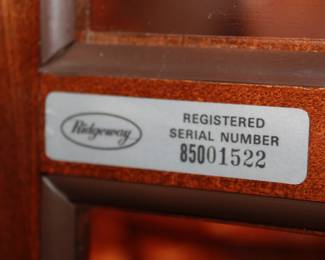 Ridgeway
REGISTERED
SERIAL NUMBER
85001522